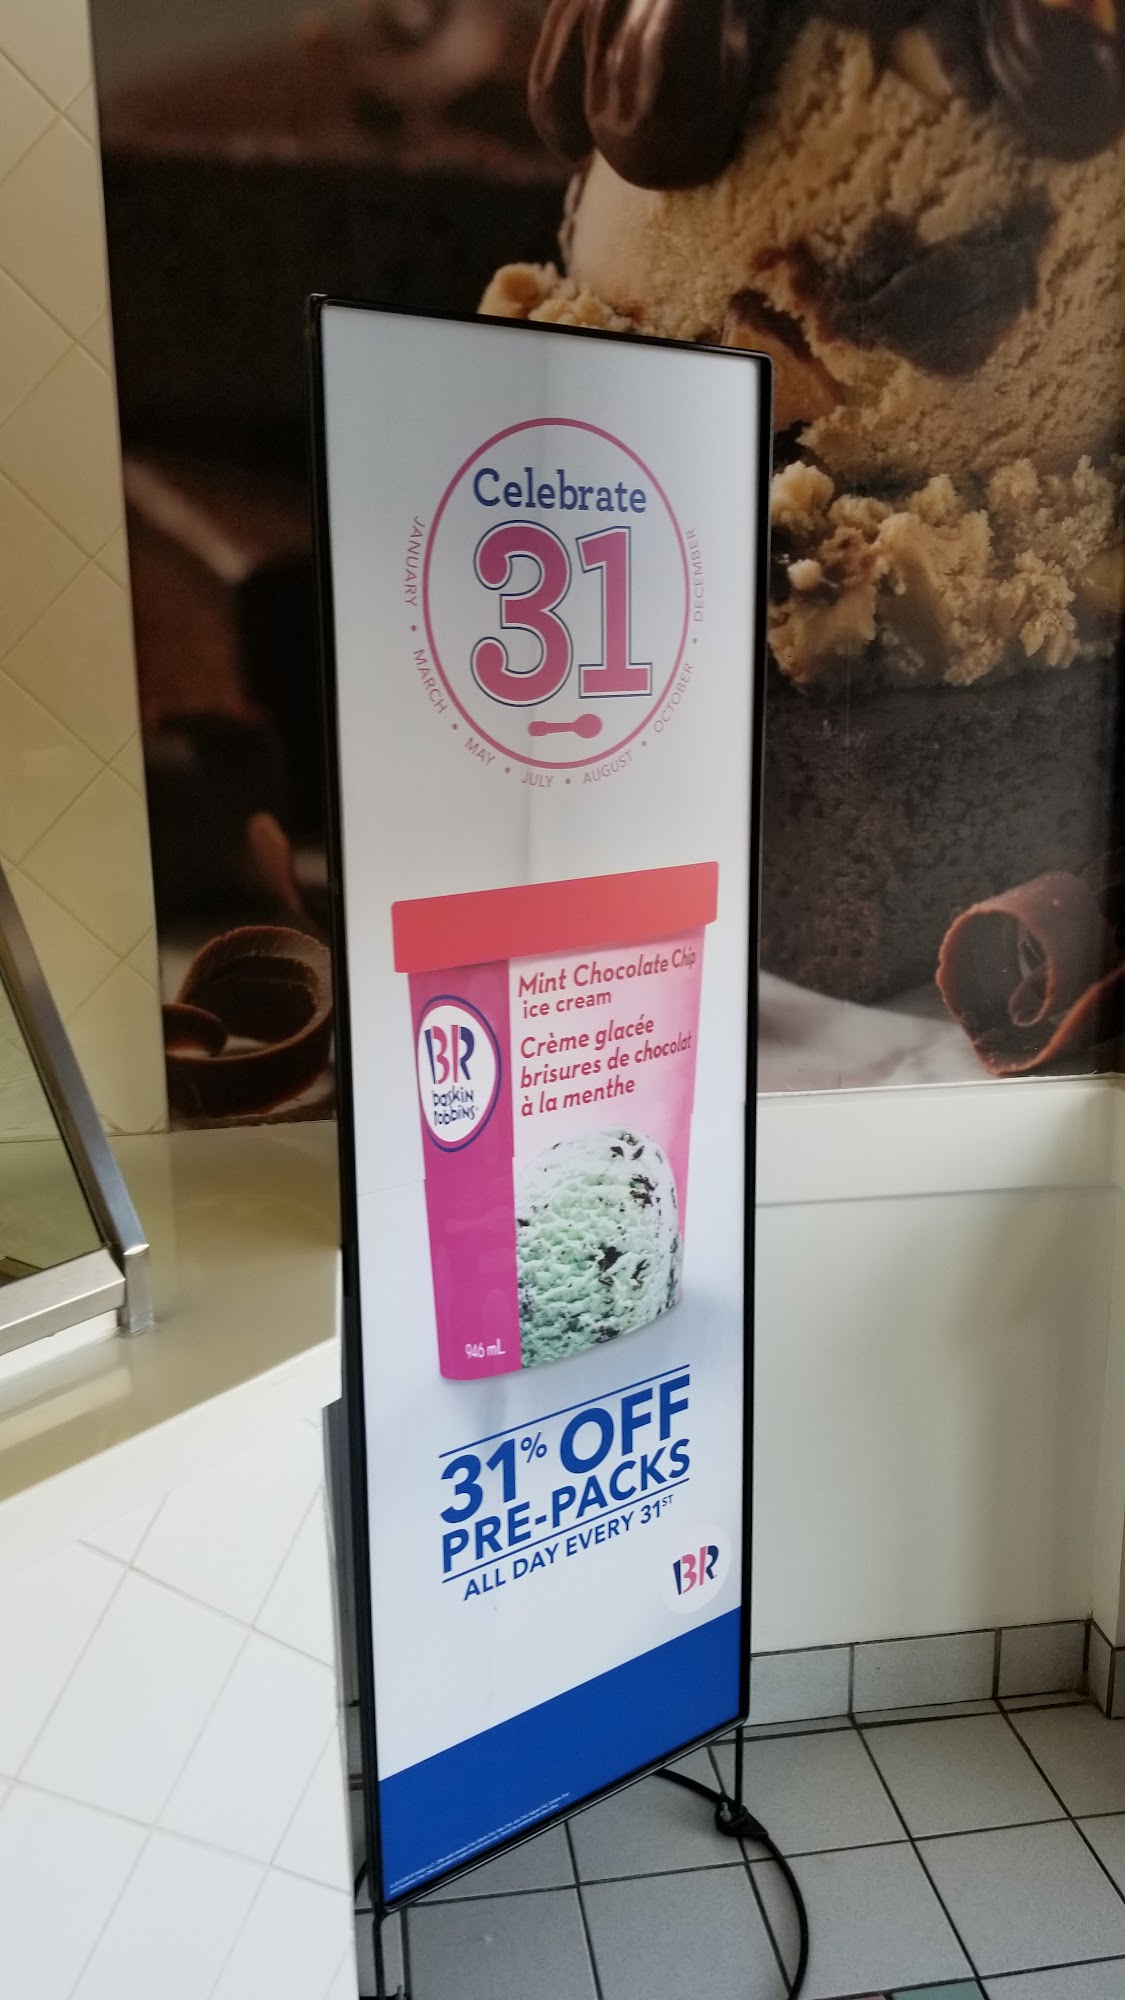 Celebrate
31
JANUARY • MARCH • MAY • JULY • AUGUST • OCTOBER • DECEMBER
Mint Chocolate Chip
ice cream
Crème glacée
brisures de chocolat
à la menthe
BR
baskin
robbins
946 mL
31% OFF
PRE-PACKS
ALL DAY EVERY 31ST
BR